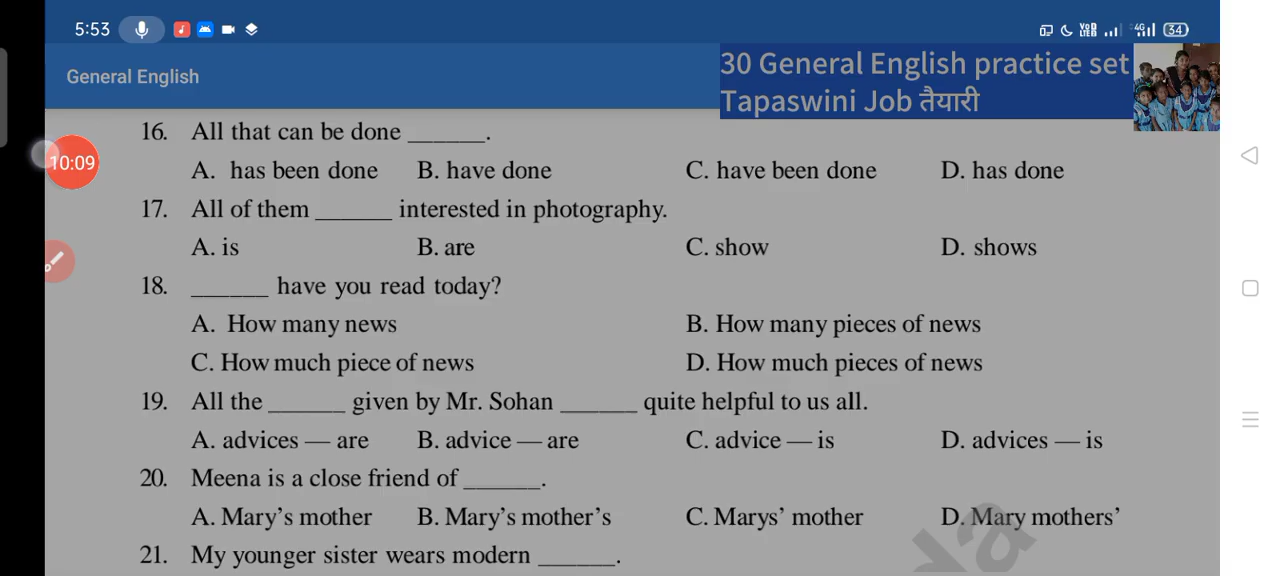 5:53
VoD LTE 4G 34
General English
30 General English practice set
Tapaswini Job तैयारी
10:09
16. All that can be done ______.
A. has been done B. have done C. have been done D. has done
17. All of them ______ interested in photography.
A. is B. are C. show D. shows
18. ______ have you read today?
A. How many news B. How many pieces of news
C. How much piece of news D. How much pieces of news
19. All the ______ given by Mr. Sohan ______ quite helpful to us all.
A. advices — are B. advice — are C. advice — is D. advices — is
20. Meena is a close friend of ______.
A. Mary’s mother B. Mary’s mother’s C. Marys’ mother D. Mary mothers’
21. My younger sister wears modern ______.